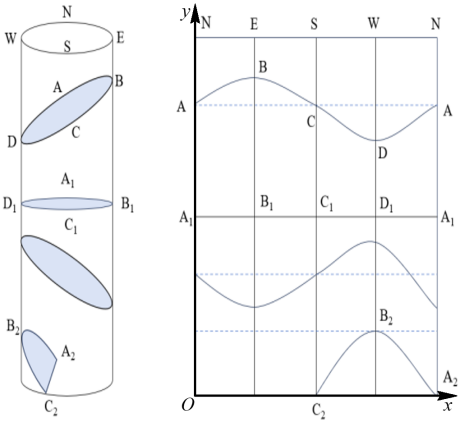 N
W E
S
A B
C
D
A1
D1 B1
C1
B2
A2
C2
y
N E S W N
B
A A
C
D
B1 C1 D1
A1 A1
B2
A2
O x
C2